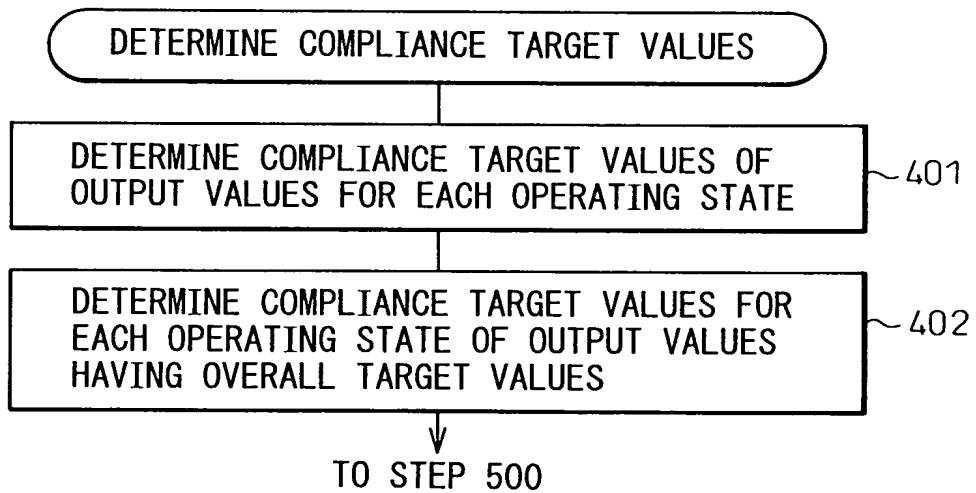 DETERMINE COMPLIANCE TARGET VALUES
DETERMINE COMPLIANCE TARGET VALUES OF
OUTPUT VALUES FOR EACH OPERATING STATE
401
DETERMINE COMPLIANCE TARGET VALUES FOR
EACH OPERATING STATE OF OUTPUT VALUES
HAVING OVERALL TARGET VALUES
402
TO STEP 500